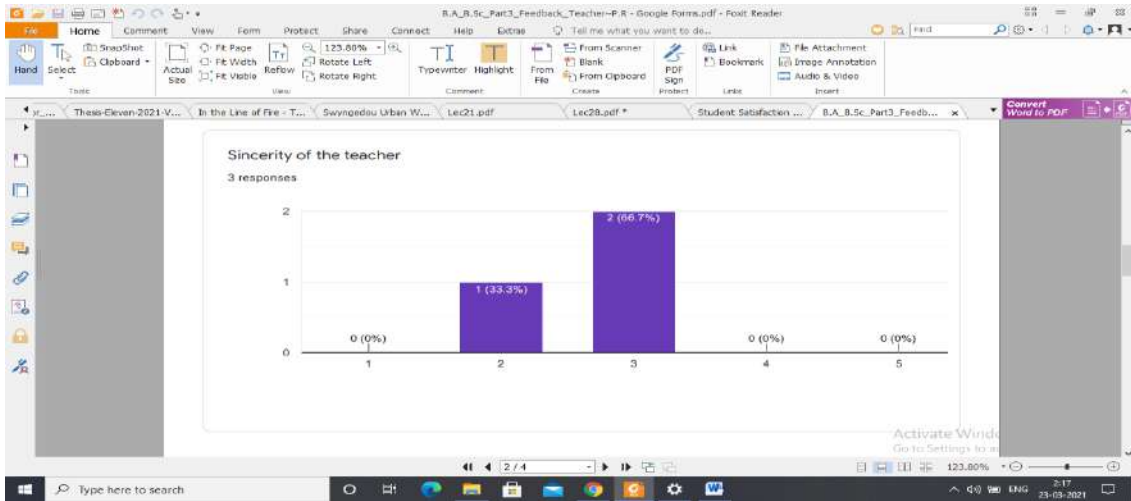 B.A_B.Sc_Part3_Feedback_Teacher~P.R - Google Forms.pdf - Foxit Reader
File Home Comment View Form Protect Share Connect Help Extras Tell me what you want to do... Find
Hand
Select
SnapShot
Clipboard
Actual Size
Fit Page
Fit Width
Fit Visible
Reflow
123.80%
Rotate Left
Rotate Right
Typewriter
Highlight
From File
From Scanner
Blank
From Clipboard
PDF Sign
Link
Bookmark
File Attachment
Image Annotation
Audio & Video
Tools View Comment Create Protect Links Insert
Thesis-Eleven-2021-V... In the Line of Fire - T... Swyngedou Urban W... Lec21.pdf Lec28.pdf * Student Satisfaction ... B.A_B.Sc_Part3_Feedb...
Convert
Word to PDF
Sincerity of the teacher
3 responses
2
1
0
0 (0%)
1 (33.3%)
2 (66.7%)
0 (0%)
0 (0%)
1 2 3 4 5
Activate Windo
Go to Settings to a
2 / 4
123.80%
Type here to search
ENG
2:17
23-03-2021